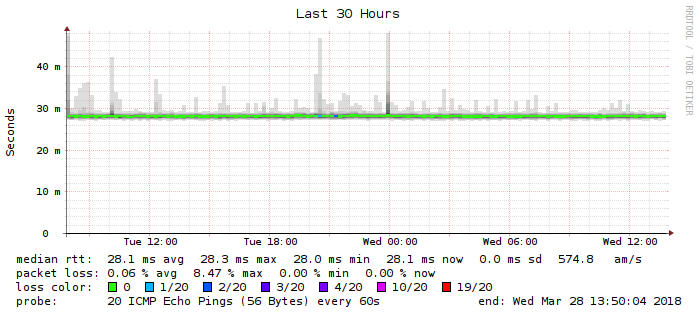 Last 30 Hours
RRDTOOL / TOBI OETIKER
Seconds
40 m
30 m
20 m
10 m
0
Tue 12:00 Tue 18:00 Wed 00:00 Wed 06:00 Wed 12:00
median rtt: 28.1 ms avg 28.3 ms max 28.0 ms min 28.1 ms now 0.0 ms sd 574.8 am/s
packet loss: 0.06 % avg 8.47 % max 0.00 % min 0.00 % now
loss color: 0 1/20 2/20 3/20 4/20 10/20 19/20
probe: 20 ICMP Echo Pings (56 Bytes) every 60s end: Wed Mar 28 13:50:04 2018